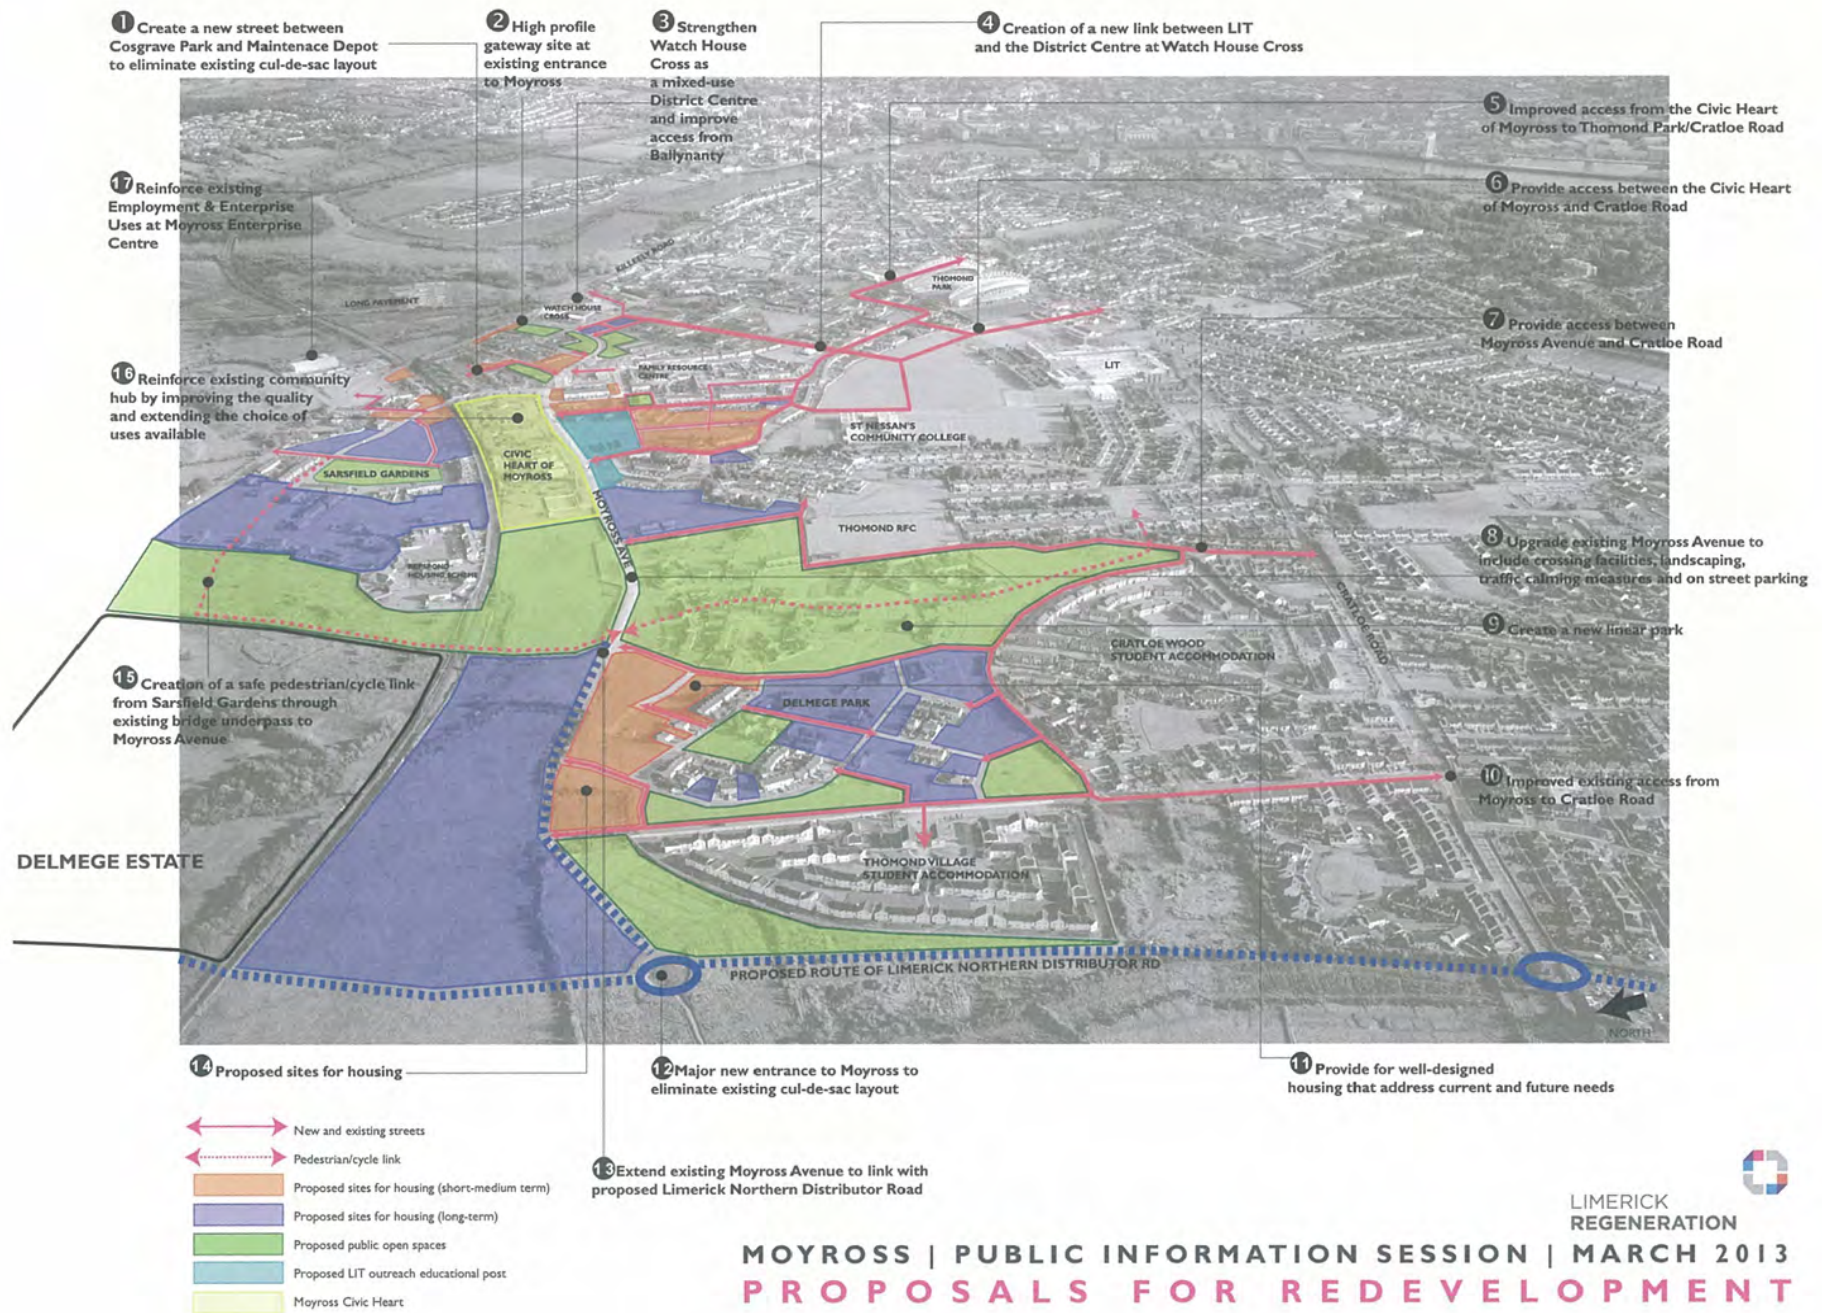 1 Create a new street between
Cosgrave Park and Maintenace Depot
to eliminate existing cul-de-sac layout
2 High profile
gateway site at
existing entrance
to Moyross
3 Strengthen
Watch House
Cross as
a mixed-use
District Centre
and improve
access from
Ballynanty
4 Creation of a new link between LIT
and the District Centre at Watch House Cross
5 Improved access from the Civic Heart
of Moyross to Thomond Park/Cratloe Road
6 Provide access between the Civic Heart
of Moyross and Cratloe Road
7 Provide access between
Moyross Avenue and Cratloe Road
8 Upgrade existing Moyross Avenue to
include crossing facilities, landscaping,
traffic calming measures and on street parking
9 Create a new linear park
10 Improved existing access from
Moyross to Cratloe Road
17 Reinforce existing
Employment & Enterprise
Uses at Moyross Enterprise
Centre
16 Reinforce existing community
hub by improving the quality
and extending the choice of
uses available
15 Creation of a safe pedestrian/cycle link
from Sarsfield Gardens through
existing bridge underpass to
Moyross Avenue
KILLEELY ROAD
LONG PAVEMENT
WATCH HOUSE
CROSS
THOMOND
PARK
FAMILY RESOURCE
CENTRE
LIT
ST NESSAN'S
COMMUNITY COLLEGE
CIVIC
HEART OF
MOYROSS
SARSFIELD GARDENS
MOYROSS AVE
THOMOND RFC
RESPOND
HOUSING SCHEME
CRATLOE ROAD
CRATLOE WOOD
STUDENT ACCOMMODATION
DELMEGE PARK
DELMEGE ESTATE
THOMOND VILLAGE
STUDENT ACCOMMODATION
PROPOSED ROUTE OF LIMERICK NORTHERN DISTRIBUTOR RD
NORTH
14 Proposed sites for housing
12 Major new entrance to Moyross to
eliminate existing cul-de-sac layout
11 Provide for well-designed
housing that address current and future needs
13 Extend existing Moyross Avenue to link with
proposed Limerick Northern Distributor Road
New and existing streets
Pedestrian/cycle link
Proposed sites for housing (short-medium term)
Proposed sites for housing (long-term)
Proposed public open spaces
Proposed LIT outreach educational post
Moyross Civic Heart
LIMERICK
REGENERATION
MOYROSS | PUBLIC INFORMATION SESSION | MARCH 2013
PROPOSALS FOR REDEVELOPMENT